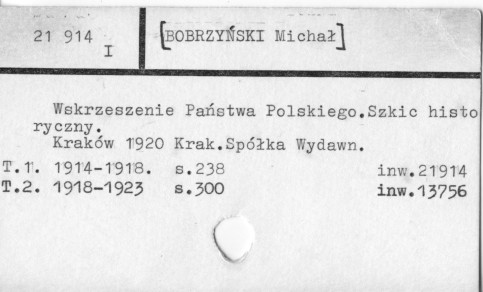 21 914
I
[BOBRZYŃSKI Michał]
Wskrzeszenie Państwa Polskiego.Szkic histo
ryczny.
Kraków 1920 Krak.Spółka Wydawn.
T.1. 1914-1918. s.238 inw.21914
T.2. 1918-1923 s.300 inw.13756